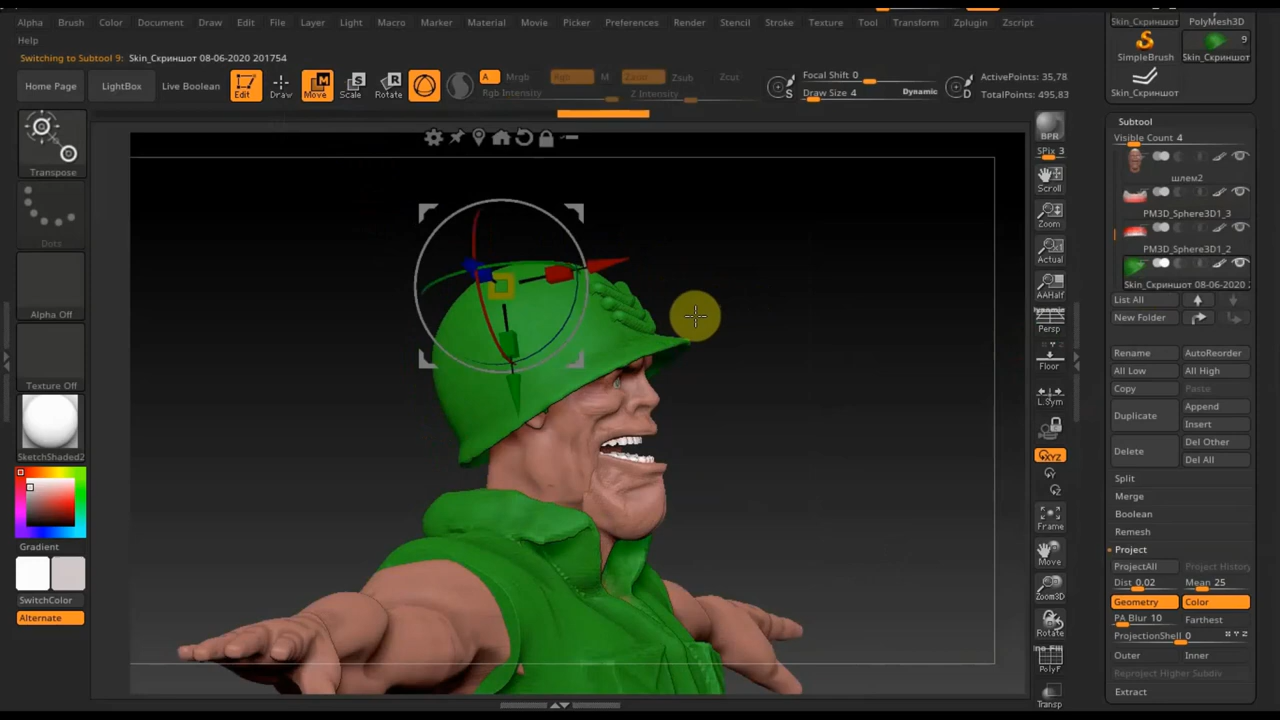 Alpha Brush Color Document Draw Edit File Layer Light Macro Marker Material Movie Picker Preferences Render Stencil Stroke Texture Tool Transform Zplugin Zscript
Help
Switching to Subtool 9: Skin_Скриншот 08-06-2020 201754
Home Page
LightBox
Live Boolean
Edit
Draw
Move
Scale
Rotate
A
Mrgb
Rgb
M
Zadd
Zsub
Zcut
Rgb Intensity
Z Intensity
S
Focal Shift 0
Draw Size 4
Dynamic
D
ActivePoints: 35,78
TotalPoints: 495,83
Skin_Скриншот
PolyMesh3D
SimpleBrush
9
Skin_Скриншот
Skin_Скриншот
Transpose
Dots
Alpha Off
Texture Off
SketchShaded2
Gradient
SwitchColor
Alternate
BPR
SPix 3
Scroll
Zoom
Actual
AAHalf
Dynamic
Persp
Floor
L.Sym
XYZ
Y
Z
Frame
Move
Zoom3D
Rotate
Line Fill
PolyF
Transp
Subtool
Visible Count 4
шлем2
PM3D_Sphere3D1_3
PM3D_Sphere3D1_2
Skin_Скриншот 08-06-2020 2
List All
New Folder
Rename AutoReorder
All Low All High
Copy Paste
Duplicate
Append
Insert
Delete
Del Other
Del All
Split
Merge
Boolean
Remesh
Project
ProjectAll Project History
Dist 0.02 Mean 25
Geometry Color
PA Blur 10 Farthest
ProjectionShell 0 X Y Z
Outer Inner
Reproject Higher Subdiv
Extract